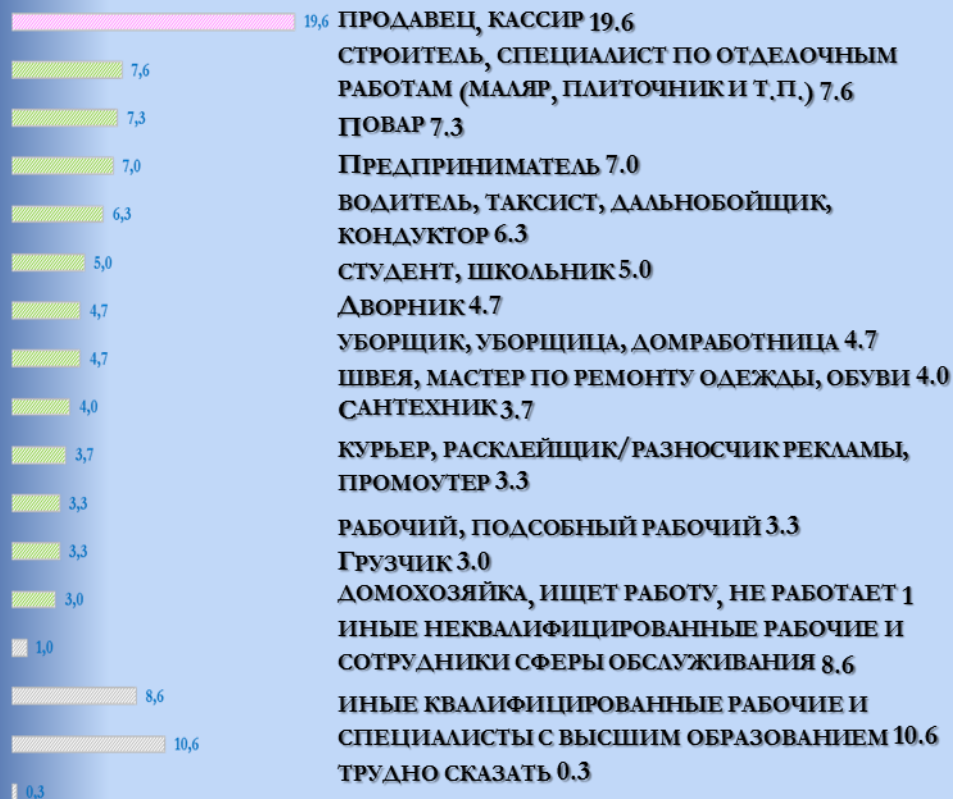 19,6 ПРОДАВЕЦ, КАССИР 19.6
СТРОИТЕЛЬ, СПЕЦИАЛИСТ ПО ОТДЕЛОЧНЫМ
7,6
РАБОТАМ (МАЛЯР, ПЛИТОЧНИК И Т.П.) 7.6
7,3
ПОВАР 7.3
7,0
ПРЕДПРИНИМАТЕЛЬ 7.0
ВОДИТЕЛЬ, ТАКСИСТ, ДАЛЬНОБОЙЩИК,
6,3
КОНДУКТОР 6.3
5,0
СТУДЕНТ, ШКОЛЬНИК 5.0
4,7
ДВОРНИК 4.7
УБОРЩИК, УБОРЩИЦА, ДОМРАБОТНИЦА 4.7
4,7
ШВЕЯ, МАСТЕР ПО РЕМОНТУ ОДЕЖДЫ, ОБУВИ 4.0
4,0
САНТЕХНИК 3.7
КУРЬЕР, РАСКЛЕЙЩИК/РАЗНОСЧИК РЕКЛАМЫ,
3,7
ПРОМОУТЕР 3.3
3,3
РАБОЧИЙ, ПОДСОБНЫЙ РАБОЧИЙ 3.3
3,3
ГРУЗЧИК 3.0
ДОМОХОЗЯЙКА, ИЩЕТ РАБОТУ, НЕ РАБОТАЕТ 1
3,0
ИНЫЕ НЕКВАЛИФИЦИРОВАННЫЕ РАБОЧИЕ И
1,0
СОТРУДНИКИ СФЕРЫ ОБСЛУЖИВАНИЯ 8.6
8,6
ИНЫЕ КВАЛИФИЦИРОВАННЫЕ РАБОЧИЕ И
СПЕЦИАЛИСТЫ С ВЫСШИМ ОБРАЗОВАНИЕМ 10.6
10,6
ТРУДНО СКАЗАТЬ 0.3
0,3